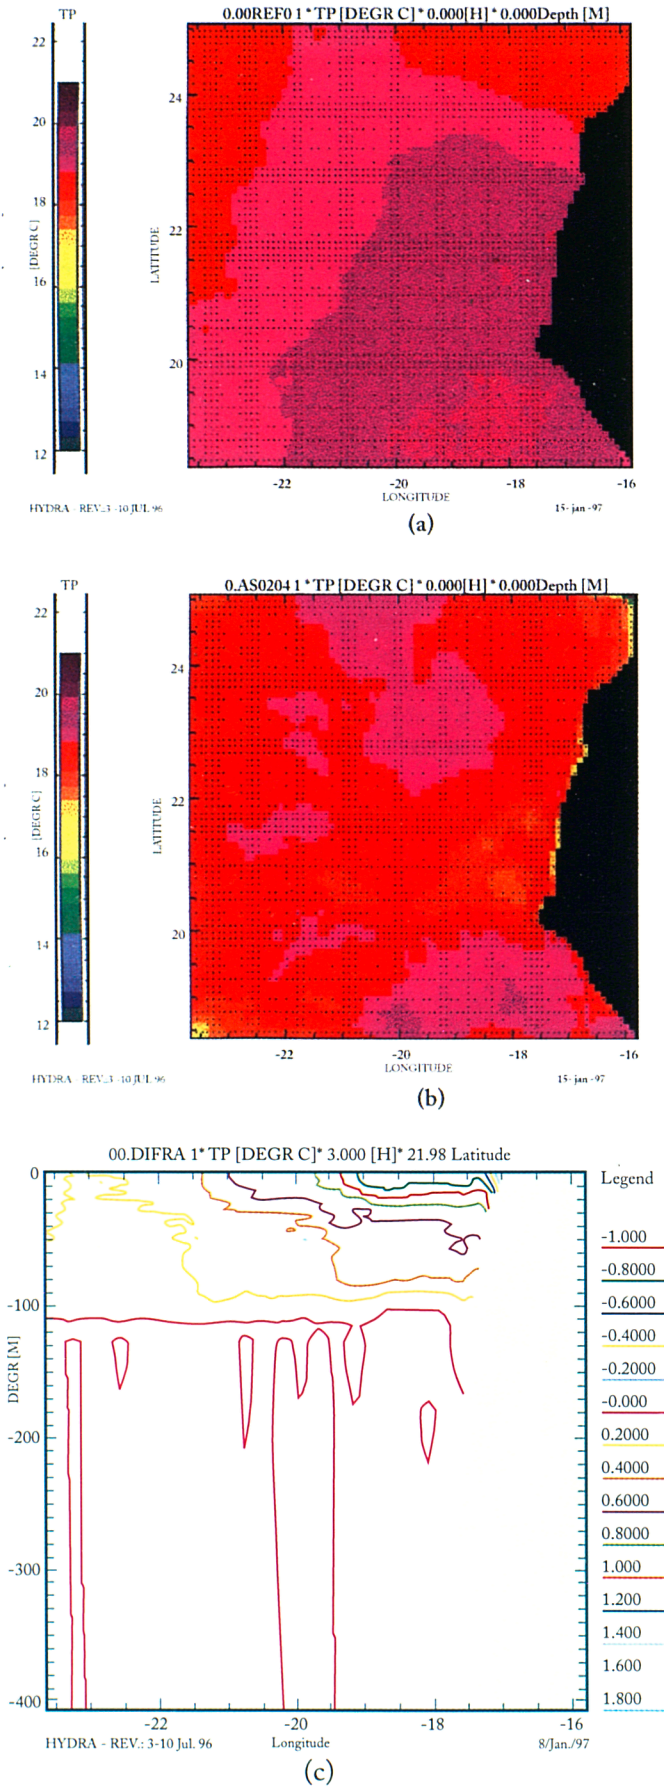 TP
0.00REF0 1 * TP [DEGR C] * 0.000[H] * 0.000Depth [M]
22
20
18
16
14
12
[DEGR C]
24
22
20
LATITUDE
-22
-20
-18
-16
LONGITUDE
HYDRA - REV.:3 -10 JUL 96
15- jan -97
(a)
TP
0.AS0204 1 * TP [DEGR C] * 0.000[H] * 0.000Depth [M]
22
20
18
16
14
12
[DEGR C]
24
22
20
LATITUDE
-22
-20
-18
-16
LONGITUDE
HYDRA - REV.:3 -10 JUL 96
15- jan -97
(b)
00.DIFRA 1* TP [DEGR C]* 3.000 [H]* 21.98 Latitude
0
-100
-200
-300
-400
DEGR [M]
-22
-20
-18
-16
Longitude
HYDRA - REV.: 3-10 Jul. 96
8/Jan./97
Legend
-1.000
-0.8000
-0.6000
-0.4000
-0.2000
-0.000
0.2000
0.4000
0.6000
0.8000
1.000
1.200
1.400
1.600
1.800
(c)